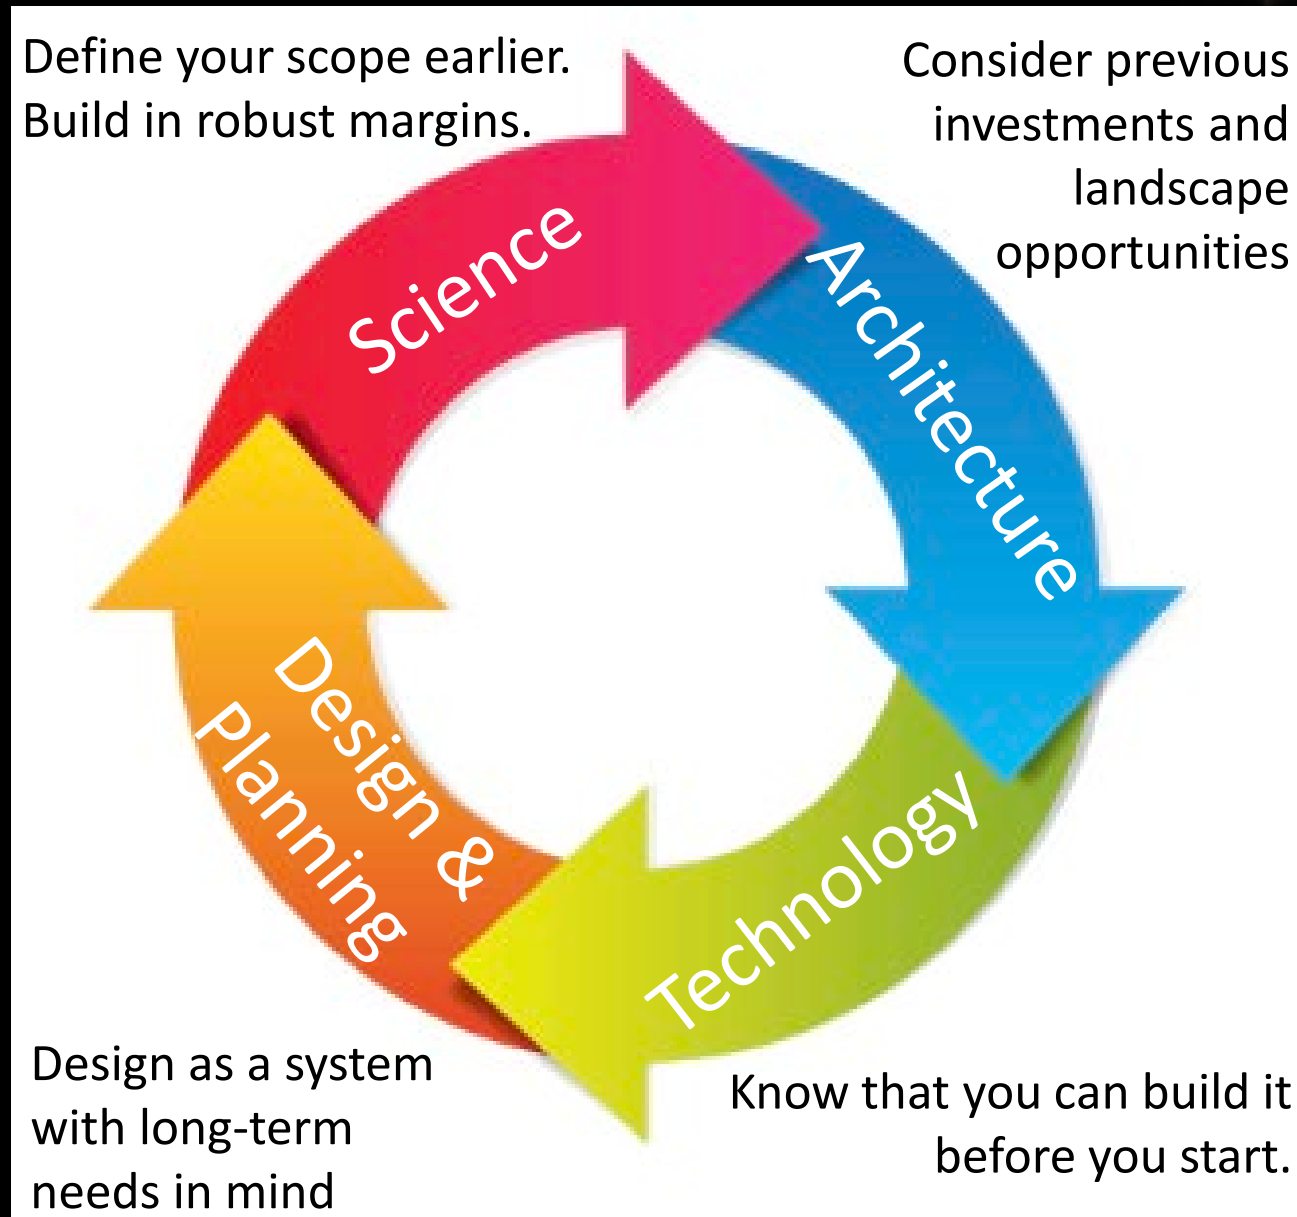 Define your scope earlier.
Build in robust margins.
Consider previous
investments and
landscape
opportunities
Science
Architecture
Technology
Design &
Planning
Design as a system
with long-term
needs in mind
Know that you can build it
before you start.